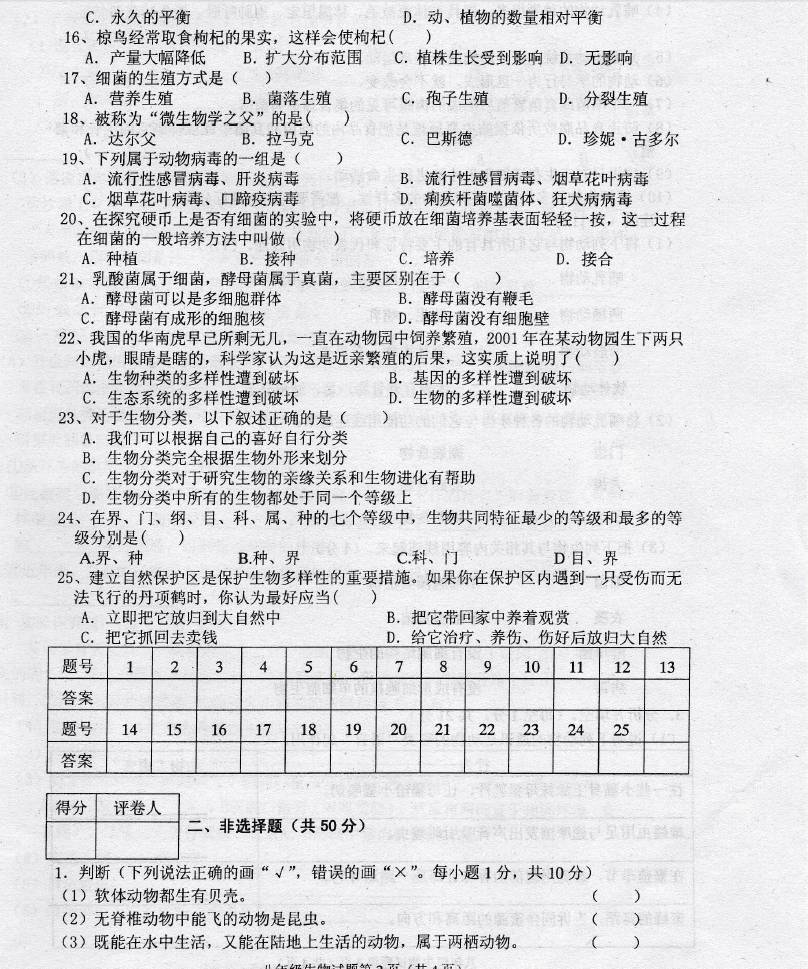 C．永久的平衡 D．动、植物的数量相对平衡
16、椋鸟经常取食枸杞的果实，这样会使枸杞(　　)
A．产量大幅降低 B．扩大分布范围 C．植株生长受到影响 D．无影响
17、细菌的生殖方式是（　　）
A．营养生殖 B．菌落生殖 C．孢子生殖 D．分裂生殖
18、被称为“微生物学之父”的是(　　)
A．达尔文 B．拉马克 C．巴斯德 D．珍妮·古多尔
19、下列属于动物病毒的一组是（　　）
A．流行性感冒病毒、肝炎病毒 B．流行性感冒病毒、烟草花叶病毒
C．烟草花叶病毒、口蹄疫病毒 D．痢疾杆菌噬菌体、狂犬病病毒
20、在探究硬币上是否有细菌的实验中，将硬币放在细菌培养基表面轻轻一按，这一过程
在细菌的一般培养方法中叫做（　　）
A．种植 B．接种 C．培养 D．接合
21、乳酸菌属于细菌，酵母菌属于真菌，主要区别在于（　　）
A．酵母菌可以是多细胞群体 B．酵母菌没有鞭毛
C．酵母菌有成形的细胞核 D．酵母菌没有细胞壁
22、我国的华南虎早已所剩无几，一直在动物园中饲养繁殖，2001 年在某动物园生下两只
小虎，眼睛是瞎的，科学家认为这是近亲繁殖的后果，这实质上说明了(　　)
A．生物种类的多样性遭到破坏 B．基因的多样性遭到破坏
C．生态系统的多样性遭到破坏 D．生物的多样性遭到破坏
23、对于生物分类，以下叙述正确的是（　　）
A．我们可以根据自己的喜好自行分类
B．生物分类完全根据生物外形来划分
C．生物分类对于研究生物的亲缘关系和生物进化有帮助
D．生物分类中所有的生物都处于同一个等级上
24、在界、门、纲、目、科、属、种的七个等级中，生物共同特征最少的等级和最多的等
级分别是(　　)
A.界、种 B.种、界 C.科、门 D 目、界
25、建立自然保护区是保护生物多样性的重要措施。如果你在保护区内遇到一只受伤而无
法飞行的丹项鹤时，你认为最好应当(　　)
A．立即把它放归到大自然中 B．把它带回家中养着观赏
C．把它抓回去卖钱 D．给它治疗、养伤、伤好后放归大自然
题号 1 2 3 4 5 6 7 8 9 10 11 12 13
答案
题号 14 15 16 17 18 19 20 21 22 23 24 25
答案
得分 评卷人
二、非选择题（共 50 分）
1．判断（下列说法正确的画“√”，错误的画“×”。每小题 1 分，共 10 分）
（1）软体动物都生有贝壳。 （　　）
（2）无脊椎动物中能飞的动物是昆虫。 （　　）
（3）既能在水中生活，又能在陆地上生活的动物，属于两栖动物。 （　　）